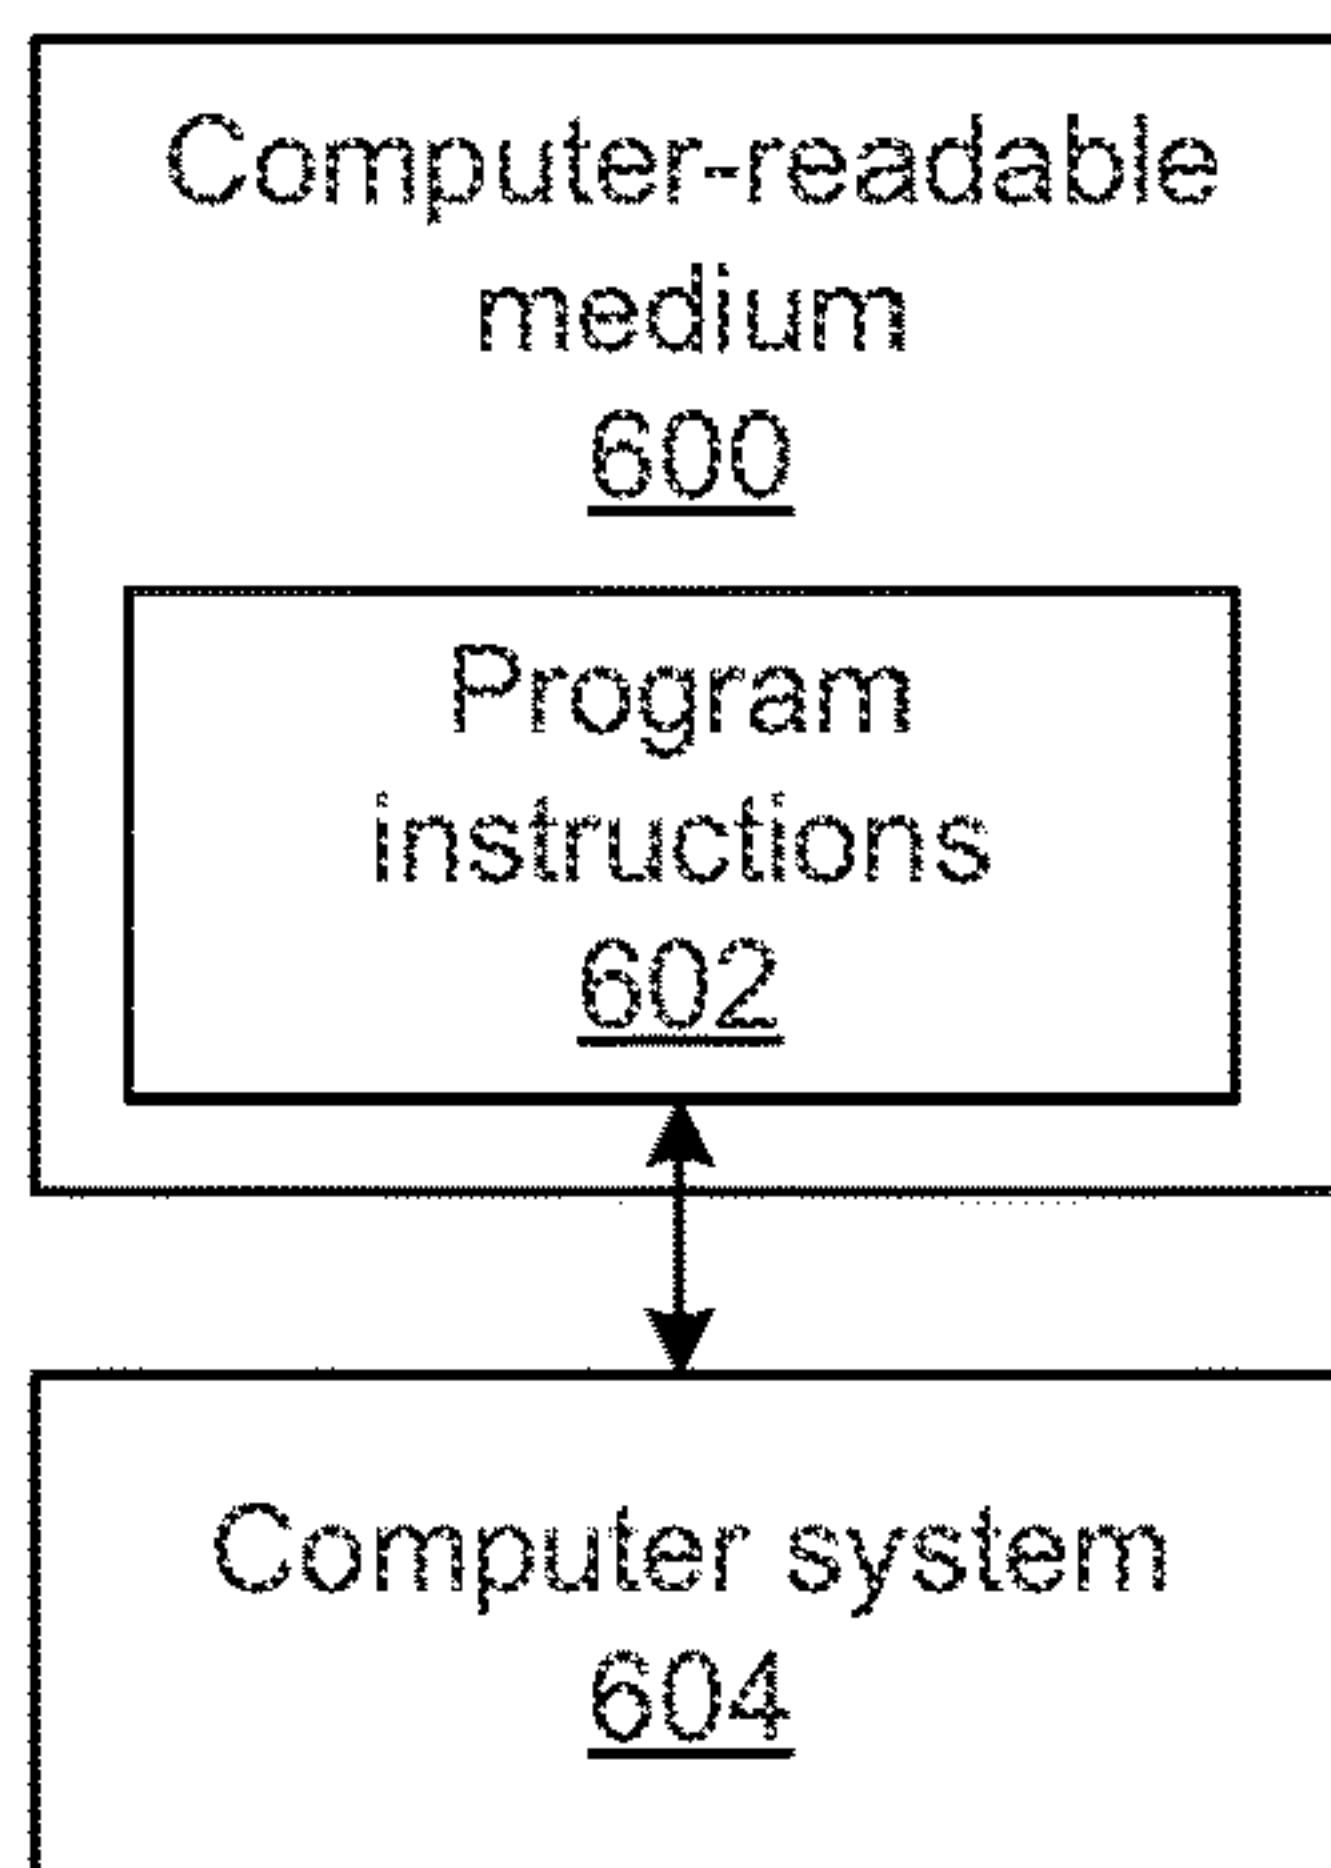 Computer-readable
medium
600
Program
instructions
602
Computer system
604